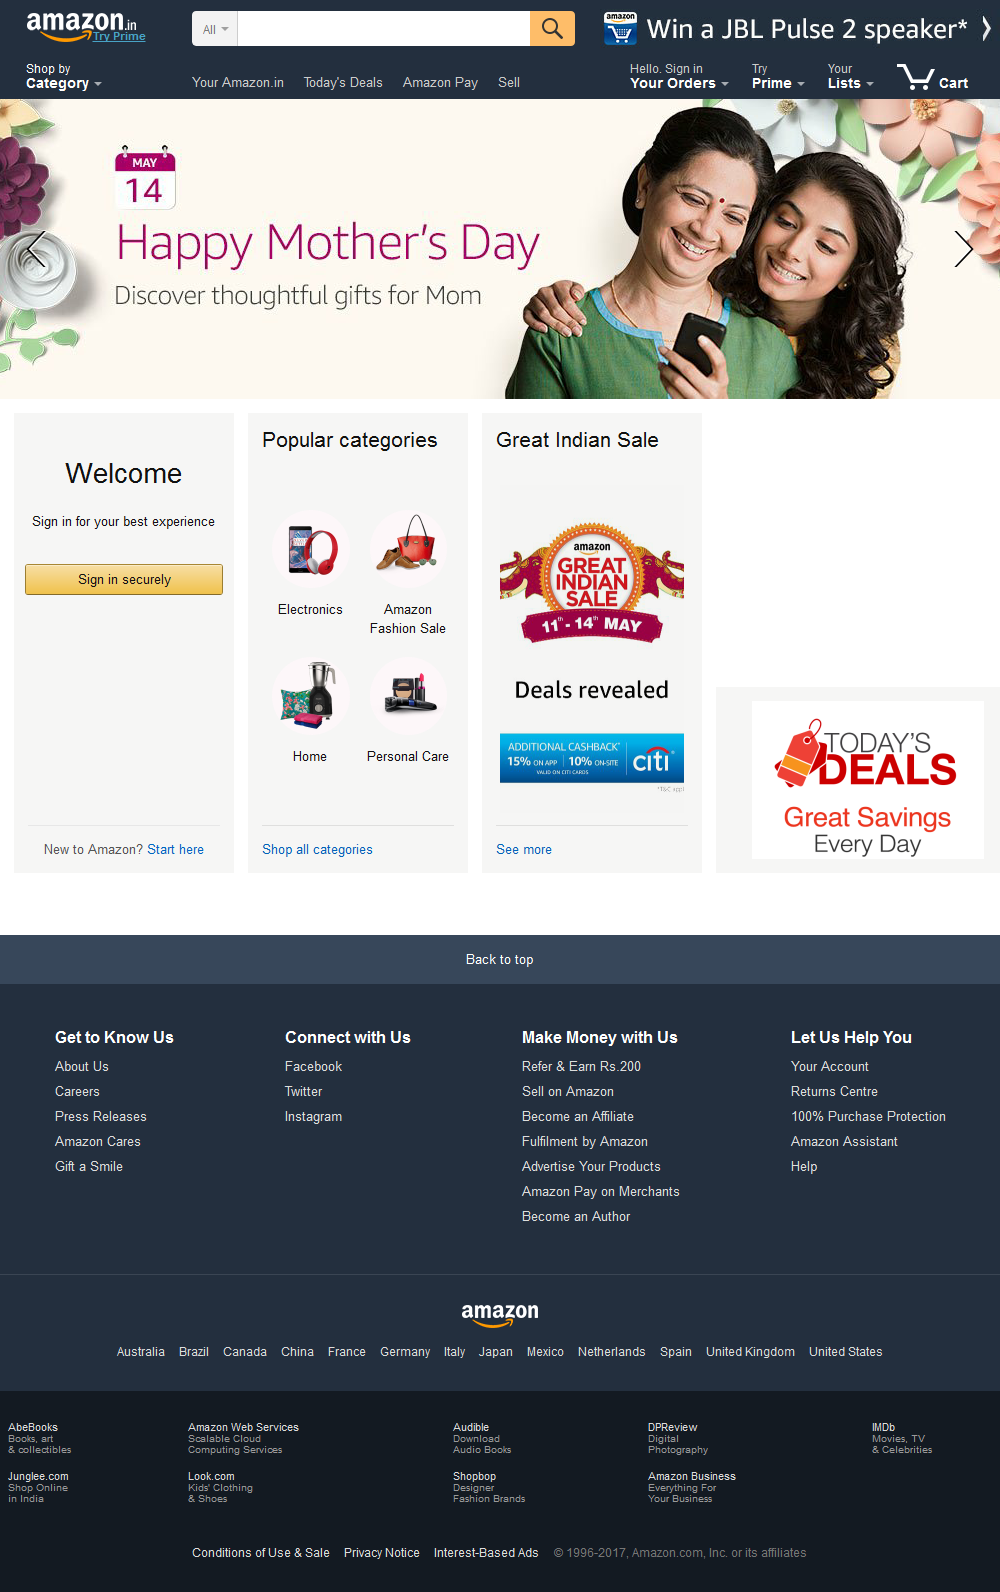 amazon.in
Try Prime
All
amazon
Win a JBL Pulse 2 speaker*
Shop by
Category
Your Amazon.in
Today's Deals
Amazon Pay
Sell
Hello. Sign in
Your Orders
Try
Prime
Your
Lists
Cart
MAY
14
Happy Mother's Day
Discover thoughtful gifts for Mom
Welcome
Sign in for your best experience
Sign in securely
New to Amazon? Start here
Popular categories
Electronics
Amazon
Fashion Sale
Home
Personal Care
Shop all categories
Great Indian Sale
amazon
GREAT
INDIAN
SALE
11th - 14th MAY
Deals revealed
ADDITIONAL CASHBACK*
15% ON APP
10% ON-SITE
VALID ON CITI CARDS
citi
*T&C appl
See more
TODAY'S
DEALS
Great Savings
Every Day
Back to top
Get to Know Us
About Us
Careers
Press Releases
Amazon Cares
Gift a Smile
Connect with Us
Facebook
Twitter
Instagram
Make Money with Us
Refer & Earn Rs.200
Sell on Amazon
Become an Affiliate
Fulfilment by Amazon
Advertise Your Products
Amazon Pay on Merchants
Become an Author
Let Us Help You
Your Account
Returns Centre
100% Purchase Protection
Amazon Assistant
Help
amazon
Australia Brazil Canada China France Germany Italy Japan Mexico Netherlands Spain United Kingdom United States
AbeBooks
Books, art
& collectibles
Amazon Web Services
Scalable Cloud
Computing Services
Audible
Download
Audio Books
DPReview
Digital
Photography
IMDb
Movies, TV
& Celebrities
Junglee.com
Shop Online
in India
Look.com
Kids' Clothing
& Shoes
Shopbop
Designer
Fashion Brands
Amazon Business
Everything For
Your Business
Conditions of Use & Sale Privacy Notice Interest-Based Ads © 1996-2017, Amazon.com, Inc. or its affiliates